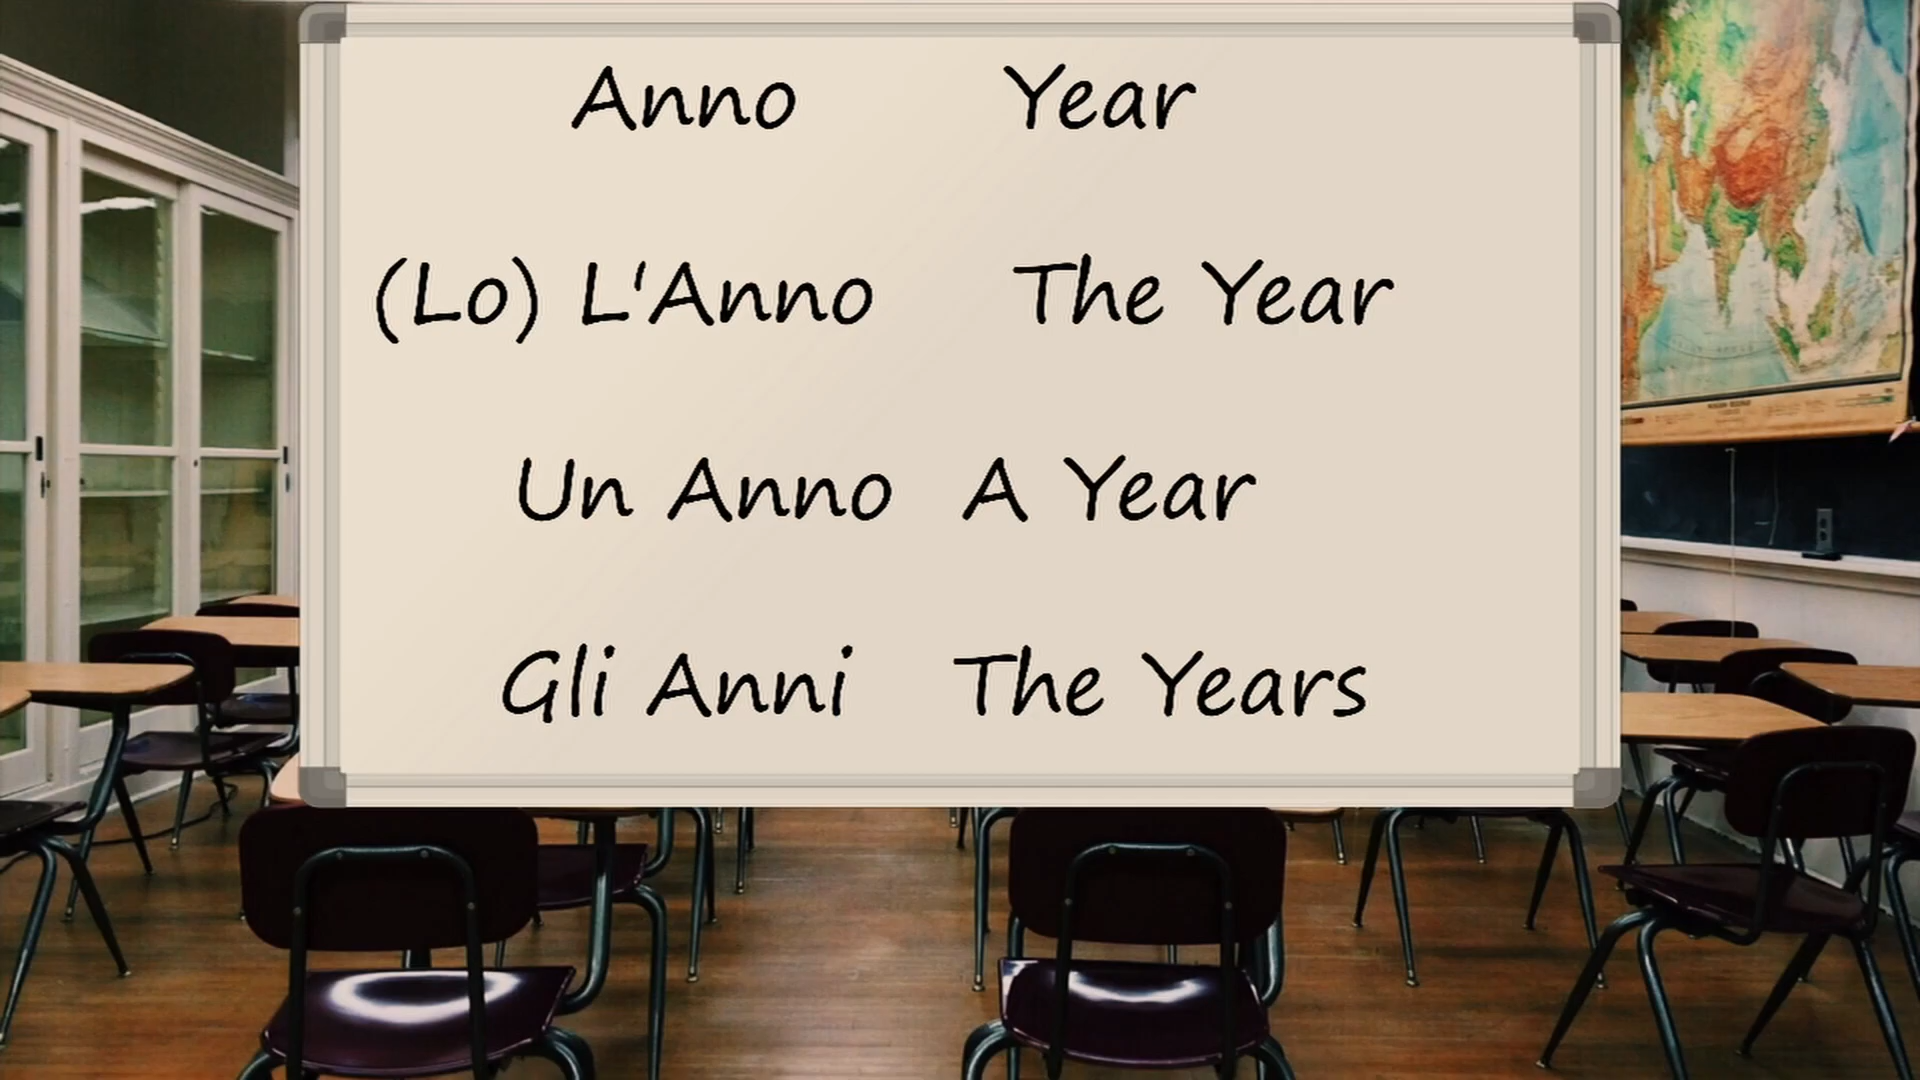 Anno Year
(Lo) L'Anno The Year
Un Anno A Year
Gli Anni The Years